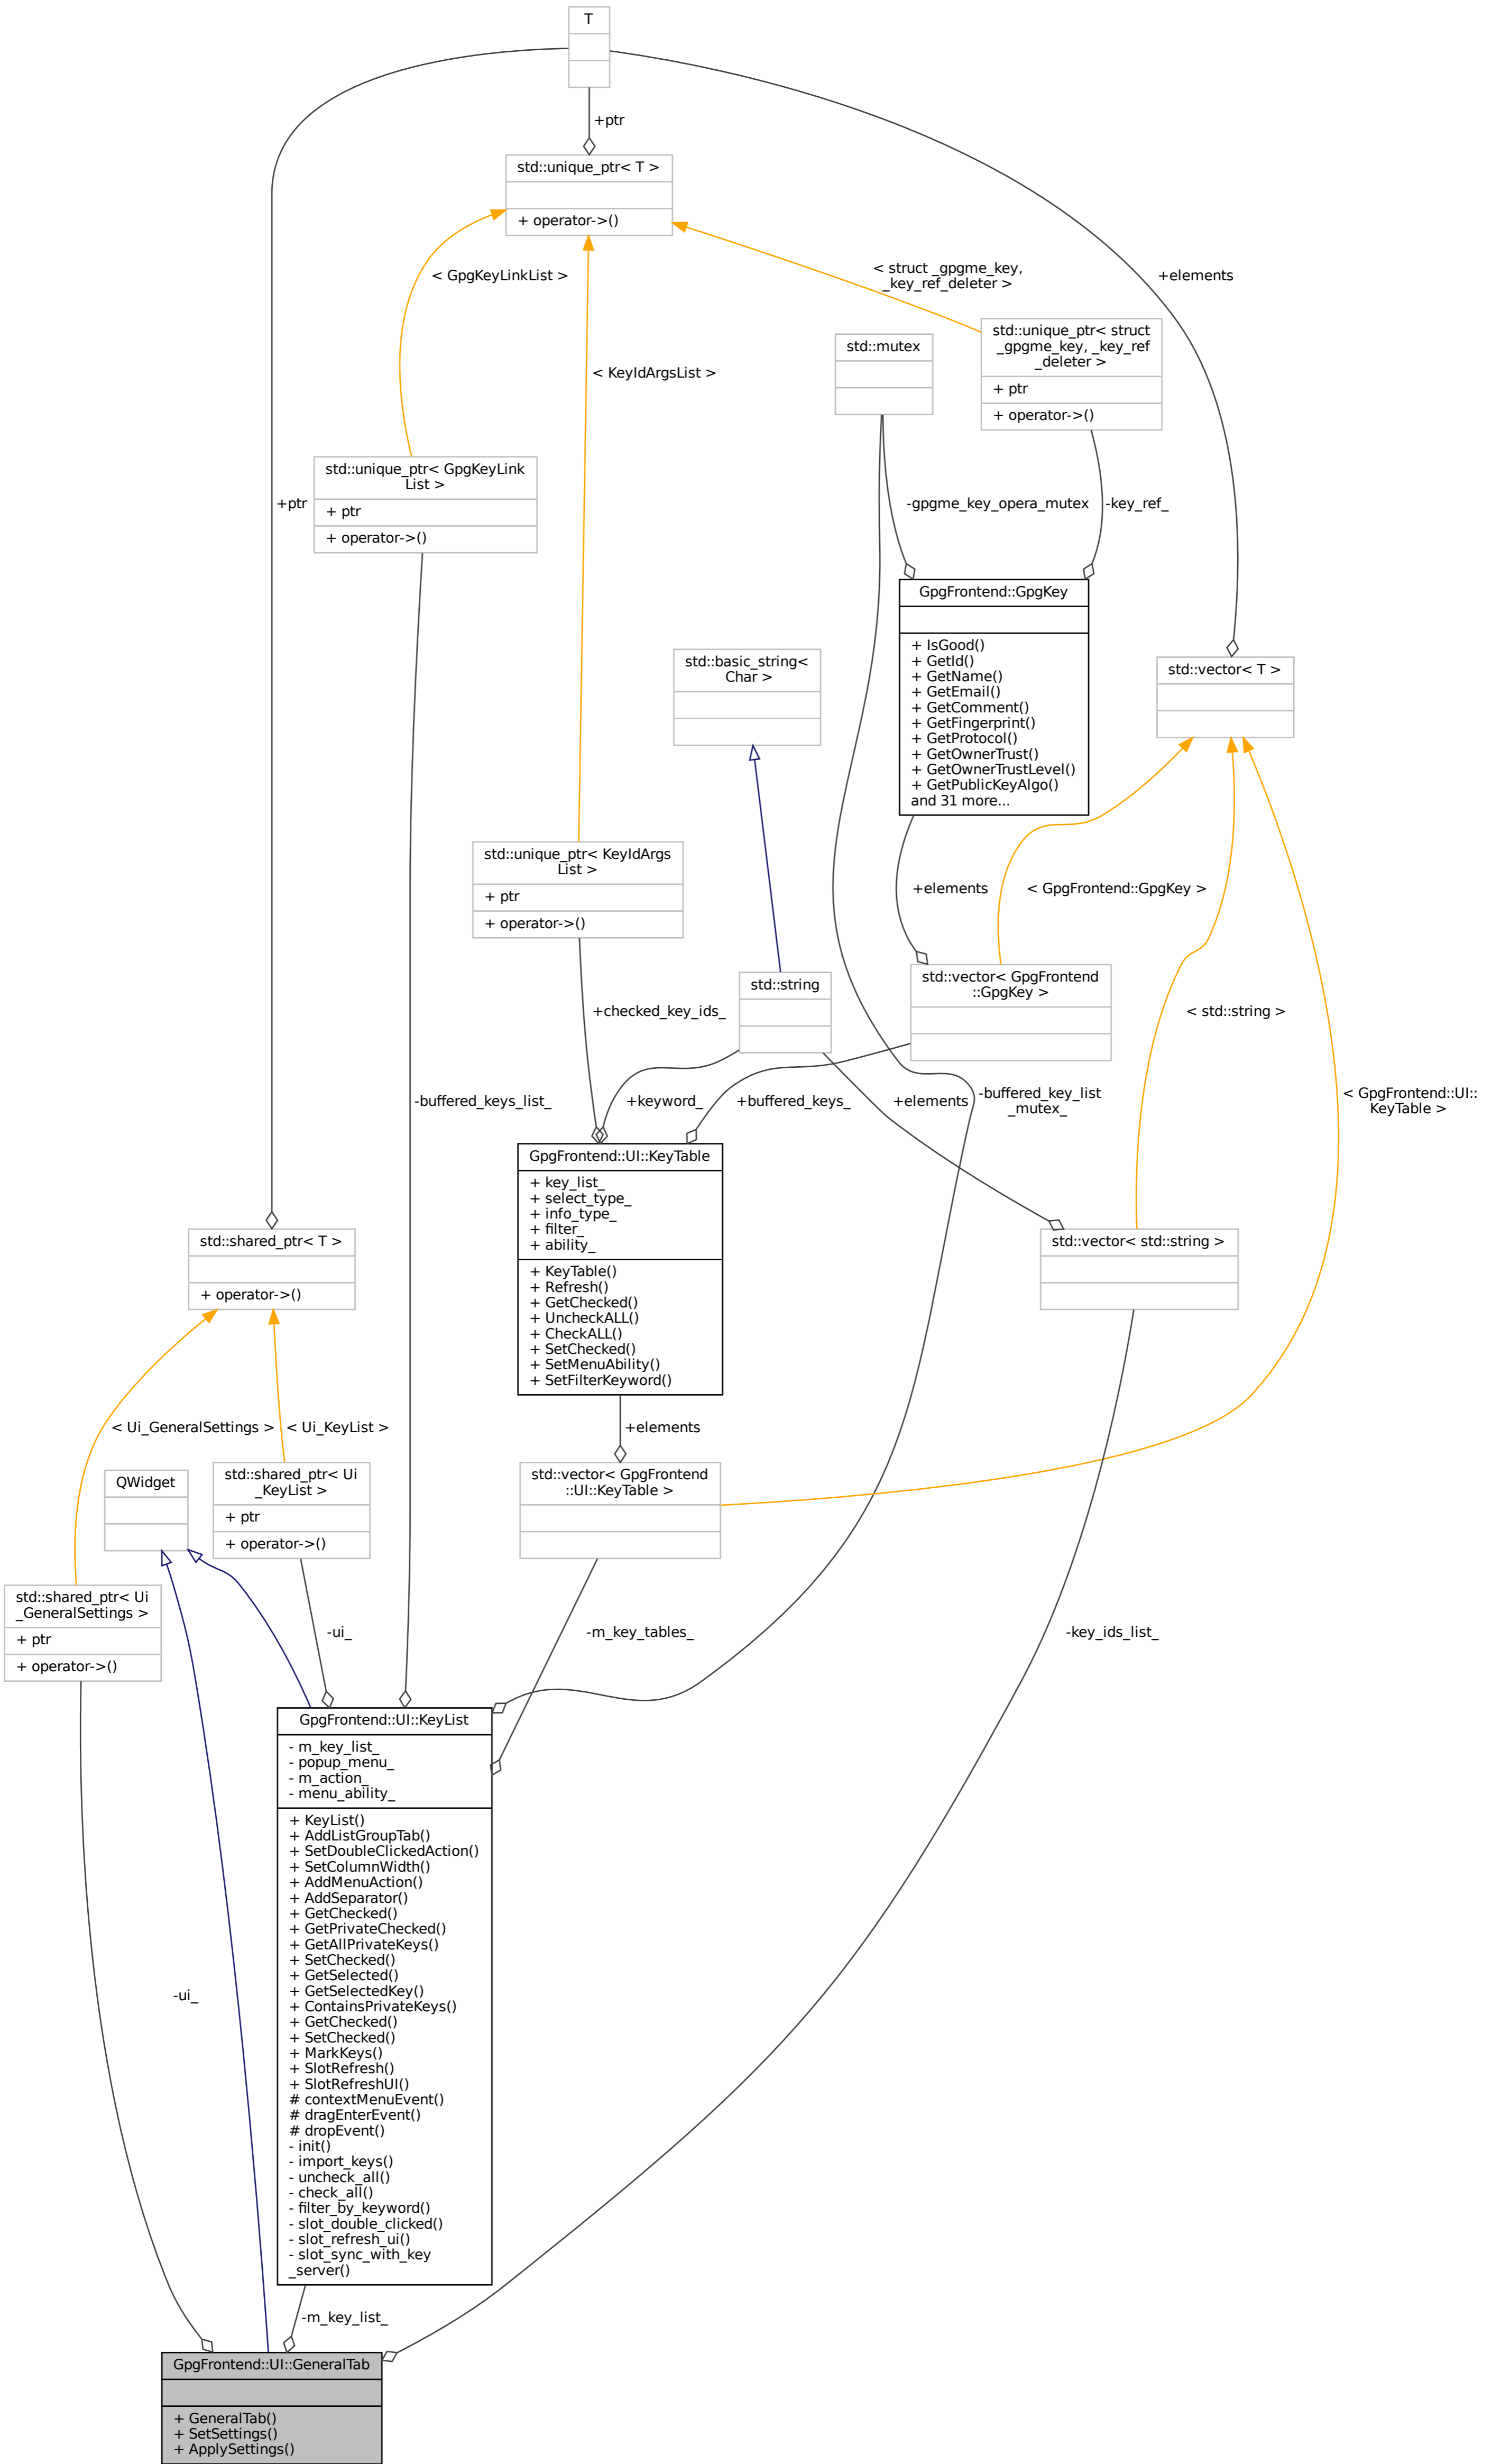 T
+ptr
std::unique_ptr< T >
+ operator->()
< GpgKeyLinkList >
< struct _gpgme_key,
_key_ref_deleter >
+elements
std::mutex
std::unique_ptr< struct
_gpgme_key, _key_ref
_deleter >
+ ptr
+ operator->()
< KeyIdArgsList >
std::unique_ptr< GpgKeyLink
List >
+ ptr
+ operator->()
+ptr
-gpgme_key_opera_mutex
-key_ref_
GpgFrontend::GpgKey
+ IsGood()
+ GetId()
+ GetName()
+ GetEmail()
+ GetComment()
+ GetFingerprint()
+ GetProtocol()
+ GetOwnerTrust()
+ GetOwnerTrustLevel()
+ GetPublicKeyAlgo()
and 31 more...
std::basic_string<
Char >
std::vector< T >
std::unique_ptr< KeyIdArgs
List >
+ ptr
+ operator->()
+elements
< GpgFrontend::GpgKey >
std::string
std::vector< GpgFrontend
::GpgKey >
+checked_key_ids_
< std::string >
-buffered_keys_list_
+keyword_
+buffered_keys_
+elements
-buffered_key_list
_mutex_
< GpgFrontend::UI::
KeyTable >
GpgFrontend::UI::KeyTable
+ key_list_
+ select_type_
+ info_type_
+ filter_
+ ability_
+ KeyTable()
+ Refresh()
+ GetChecked()
+ UncheckALL()
+ CheckALL()
+ SetChecked()
+ SetMenuAbility()
+ SetFilterKeyword()
std::shared_ptr< T >
+ operator->()
std::vector< std::string >
< Ui_GeneralSettings >
< Ui_KeyList >
+elements
QWidget
std::shared_ptr< Ui
_KeyList >
+ ptr
+ operator->()
std::vector< GpgFrontend
::UI::KeyTable >
std::shared_ptr< Ui
_GeneralSettings >
+ ptr
+ operator->()
-ui_
-m_key_tables_
-key_ids_list_
GpgFrontend::UI::KeyList
- m_key_list_
- popup_menu_
- m_action_
- menu_ability_
+ KeyList()
+ AddListGroupTab()
+ SetDoubleClickedAction()
+ SetColumnWidth()
+ AddMenuAction()
+ AddSeparator()
+ GetChecked()
+ GetPrivateChecked()
+ GetAllPrivateKeys()
+ SetChecked()
+ GetSelected()
+ GetSelectedKey()
+ ContainsPrivateKeys()
+ GetChecked()
+ SetChecked()
+ MarkKeys()
+ SlotRefresh()
+ SlotRefreshUI()
# contextMenuEvent()
# dragEnterEvent()
# dropEvent()
- init()
- import_keys()
- uncheck_all()
- check_all()
- filter_by_keyword()
- slot_double_clicked()
- slot_refresh_ui()
- slot_sync_with_key
_server()
-ui_
-m_key_list_
GpgFrontend::UI::GeneralTab
+ GeneralTab()
+ SetSettings()
+ ApplySettings()